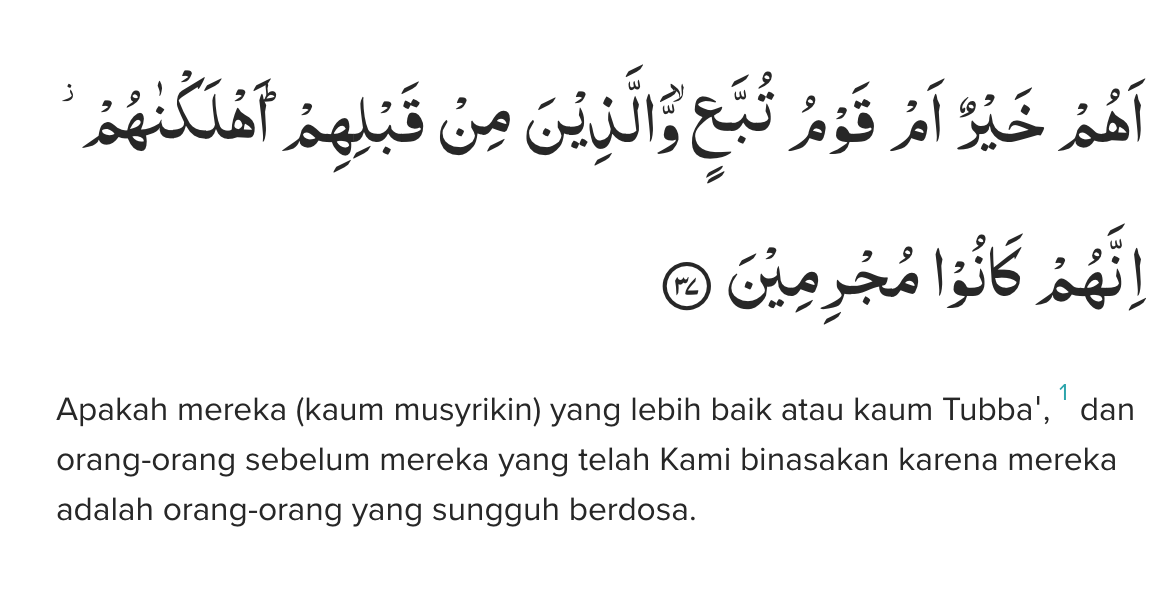 اَهُمْ خَيْرٌ اَمْ قَوْمُ تُبَّعٍۙ وَّالَّذِيْنَ مِنْ قَبْلِهِمْۗ اَهْلَكْنٰهُمْ ۖ
اِنَّهُمْ كَانُوْا مُجْرِمِيْنَ ٣٧
Apakah mereka (kaum musyrikin) yang lebih baik atau kaum Tubba', 1 dan
orang-orang sebelum mereka yang telah Kami binasakan karena mereka
adalah orang-orang yang sungguh berdosa.